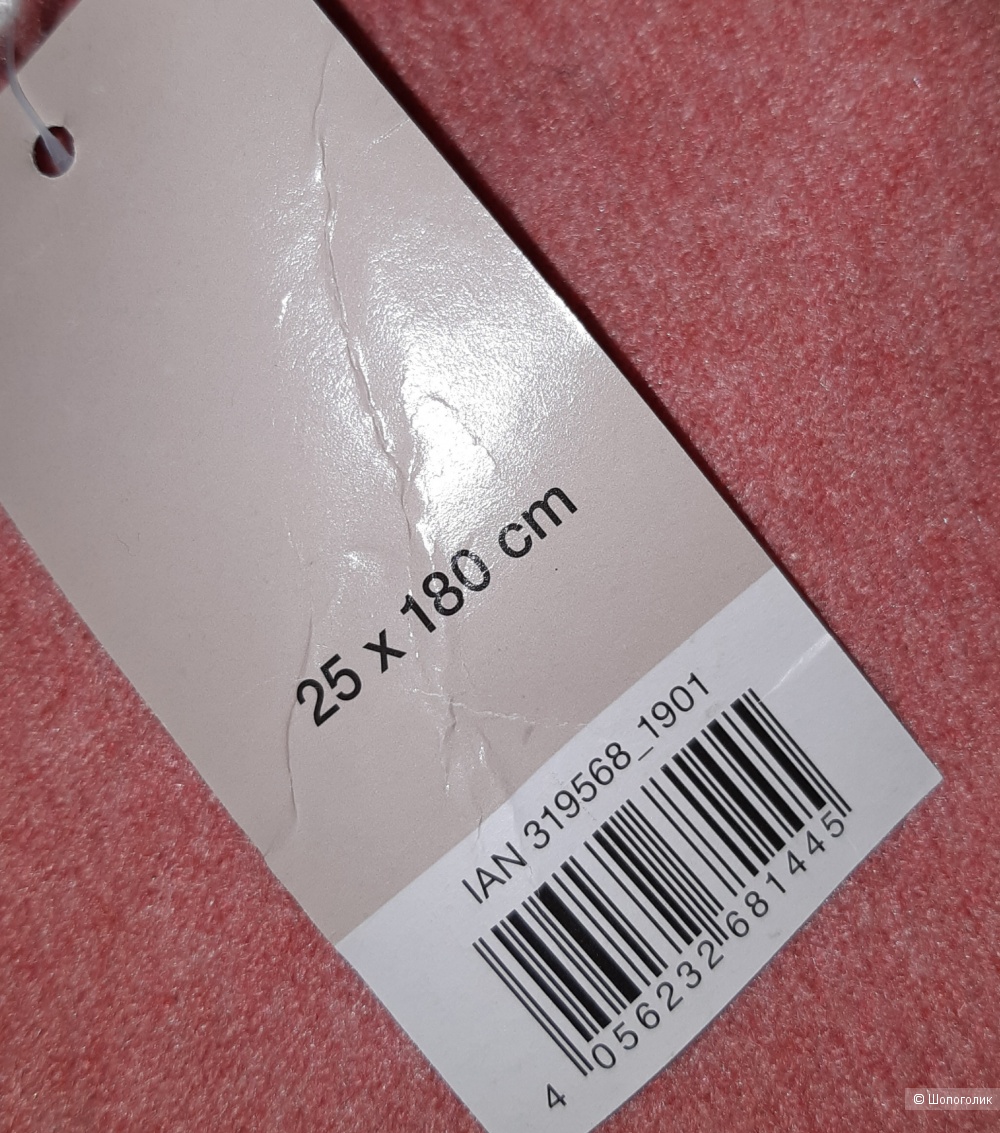 25 x 180 cm
IAN 319568_1901
4 056232 681445
© Шопоголик